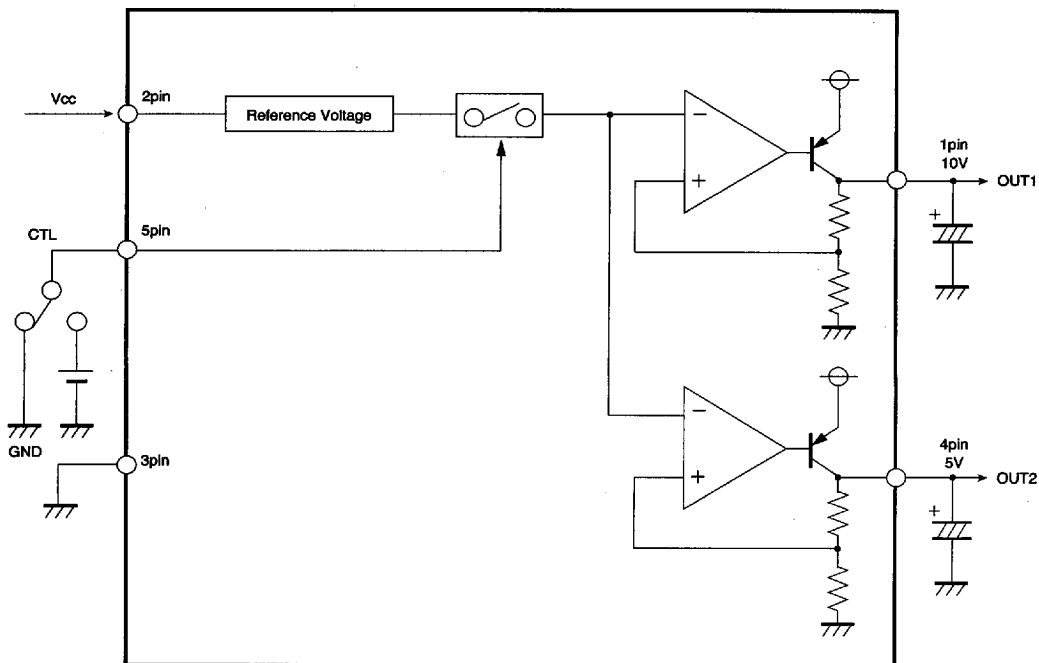 Vcc
2pin
Reference Voltage
−
+
1pin
10V
OUT1
+
CTL
5pin
GND
3pin
−
+
4pin
5V
OUT2
+